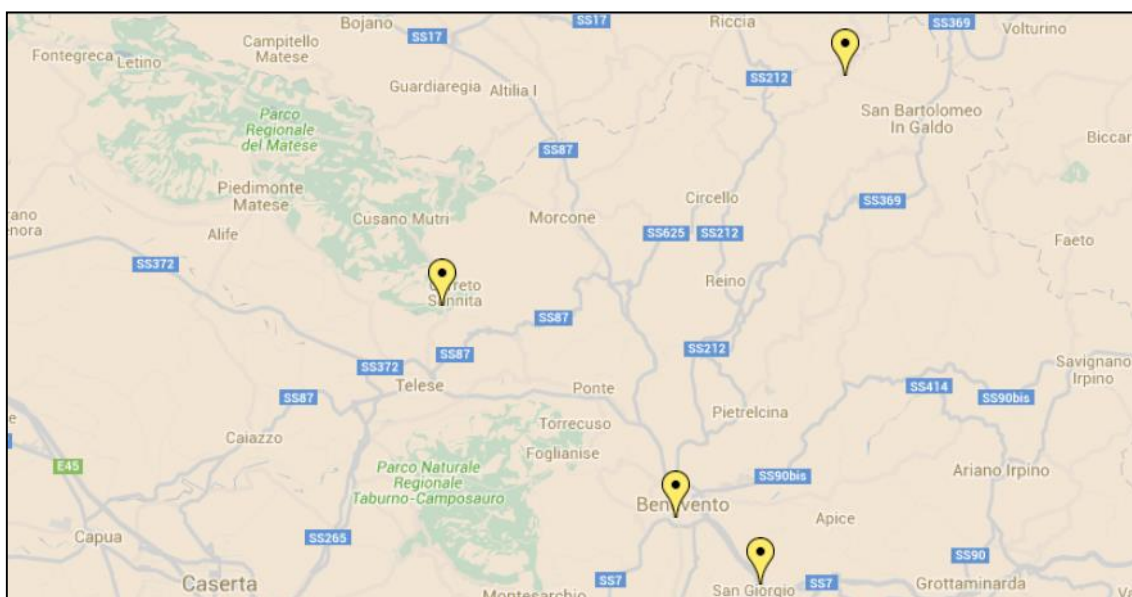 Bojano
SS17
SS17
Riccia
SS369
Volturino
Fontegreca
Letino
Campitello
Matese
Guardiaregia
Altilia I
SS212
San Bartolomeo
In Galdo
Parco
Regionale
del Matese
SS87
Biccar
Piedimonte
Matese
Cusano Mutri
Morcone
Circello
SS369
rano
enora
Alife
SS625
SS212
Faeto
SS372
Reino
Sannita
SS87
SS87
SS212
SS372
Telese
Ponte
Savignano
Irpino
SS87
SS414
SS90bis
Pietrelcina
Torrecuso
Caiazzo
Foglianise
E45
Parco Naturale
Regionale
Taburno-Camposauro
SS90bis
Ariano Irpino
Benevento
Apice
Capua
SS265
SS90
Caserta
SS7
San Giorgio
SS7
Grottaminarda
Montesarchio